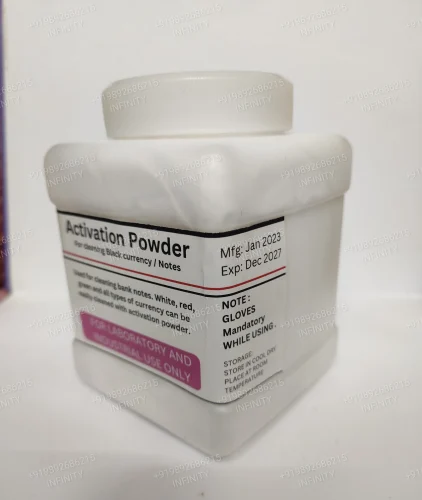 Activation Powder
For cleaning Black currency / Notes
Used for cleaning bank notes. White, red,
green and all types of currency can be
easily cleaned with activation powder.
FOR LABORATORY AND
INDUSTRIAL USE ONLY
Mfg: Jan 2023
Exp: Dec 2027
NOTE :
GLOVES
Mandatory
WHILE USING.
STORAGE:
STORE IN COOL DRY
PLACE AT ROOM
TEMPERATURE
INFINITY